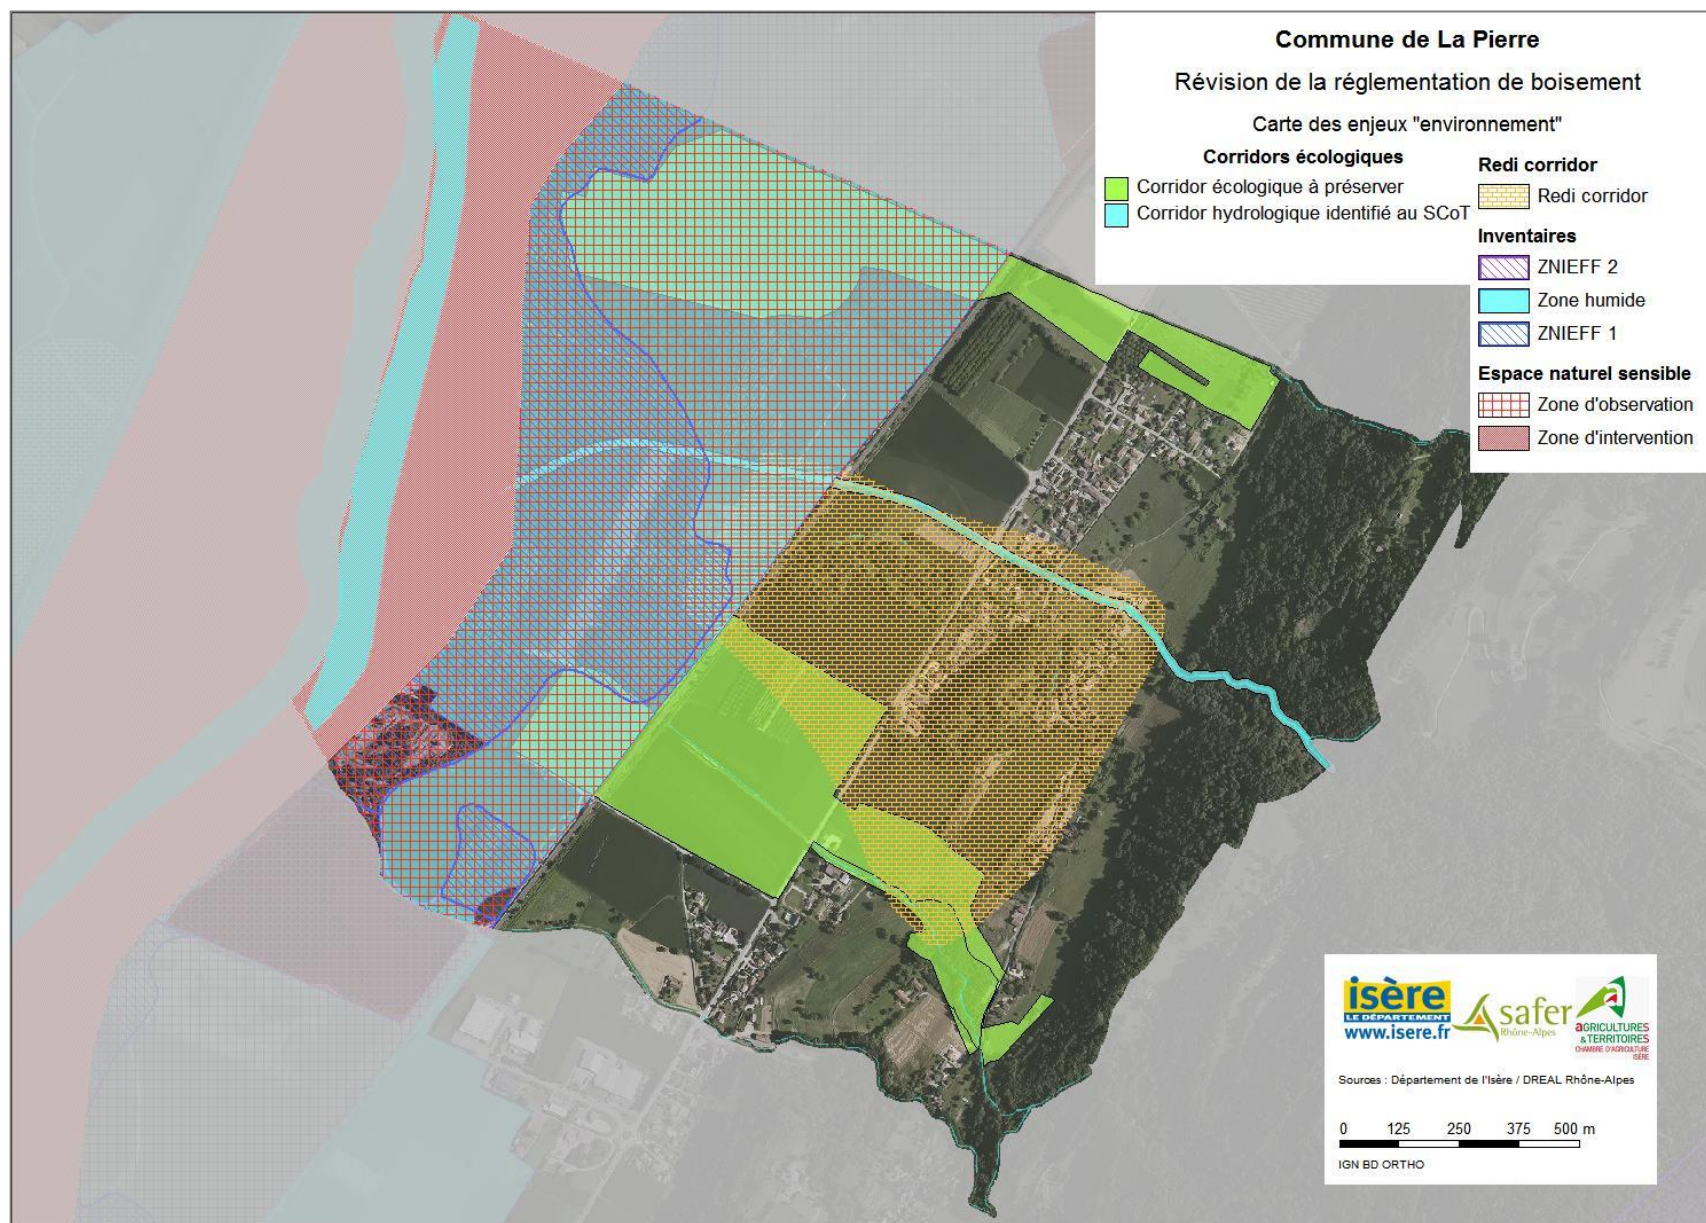 Commune de La Pierre
Révision de la réglementation de boisement
Carte des enjeux "environnement"
Corridors écologiques
Corridor écologique à préserver
Corridor hydrologique identifié au SCoT
Redi corridor
Redi corridor
Inventaires
ZNIEFF 2
Zone humide
ZNIEFF 1
Espace naturel sensible
Zone d'observation
Zone d'intervention
isère
LE DÉPARTEMENT
www.isere.fr
safer
Rhône-Alpes
aGRICULTURES
& TERRITOIRES
CHAMBRE D'AGRICULTURE
ISÈRE
Sources : Département de l'Isère / DREAL Rhône-Alpes
0 125 250 375 500 m
IGN BD ORTHO